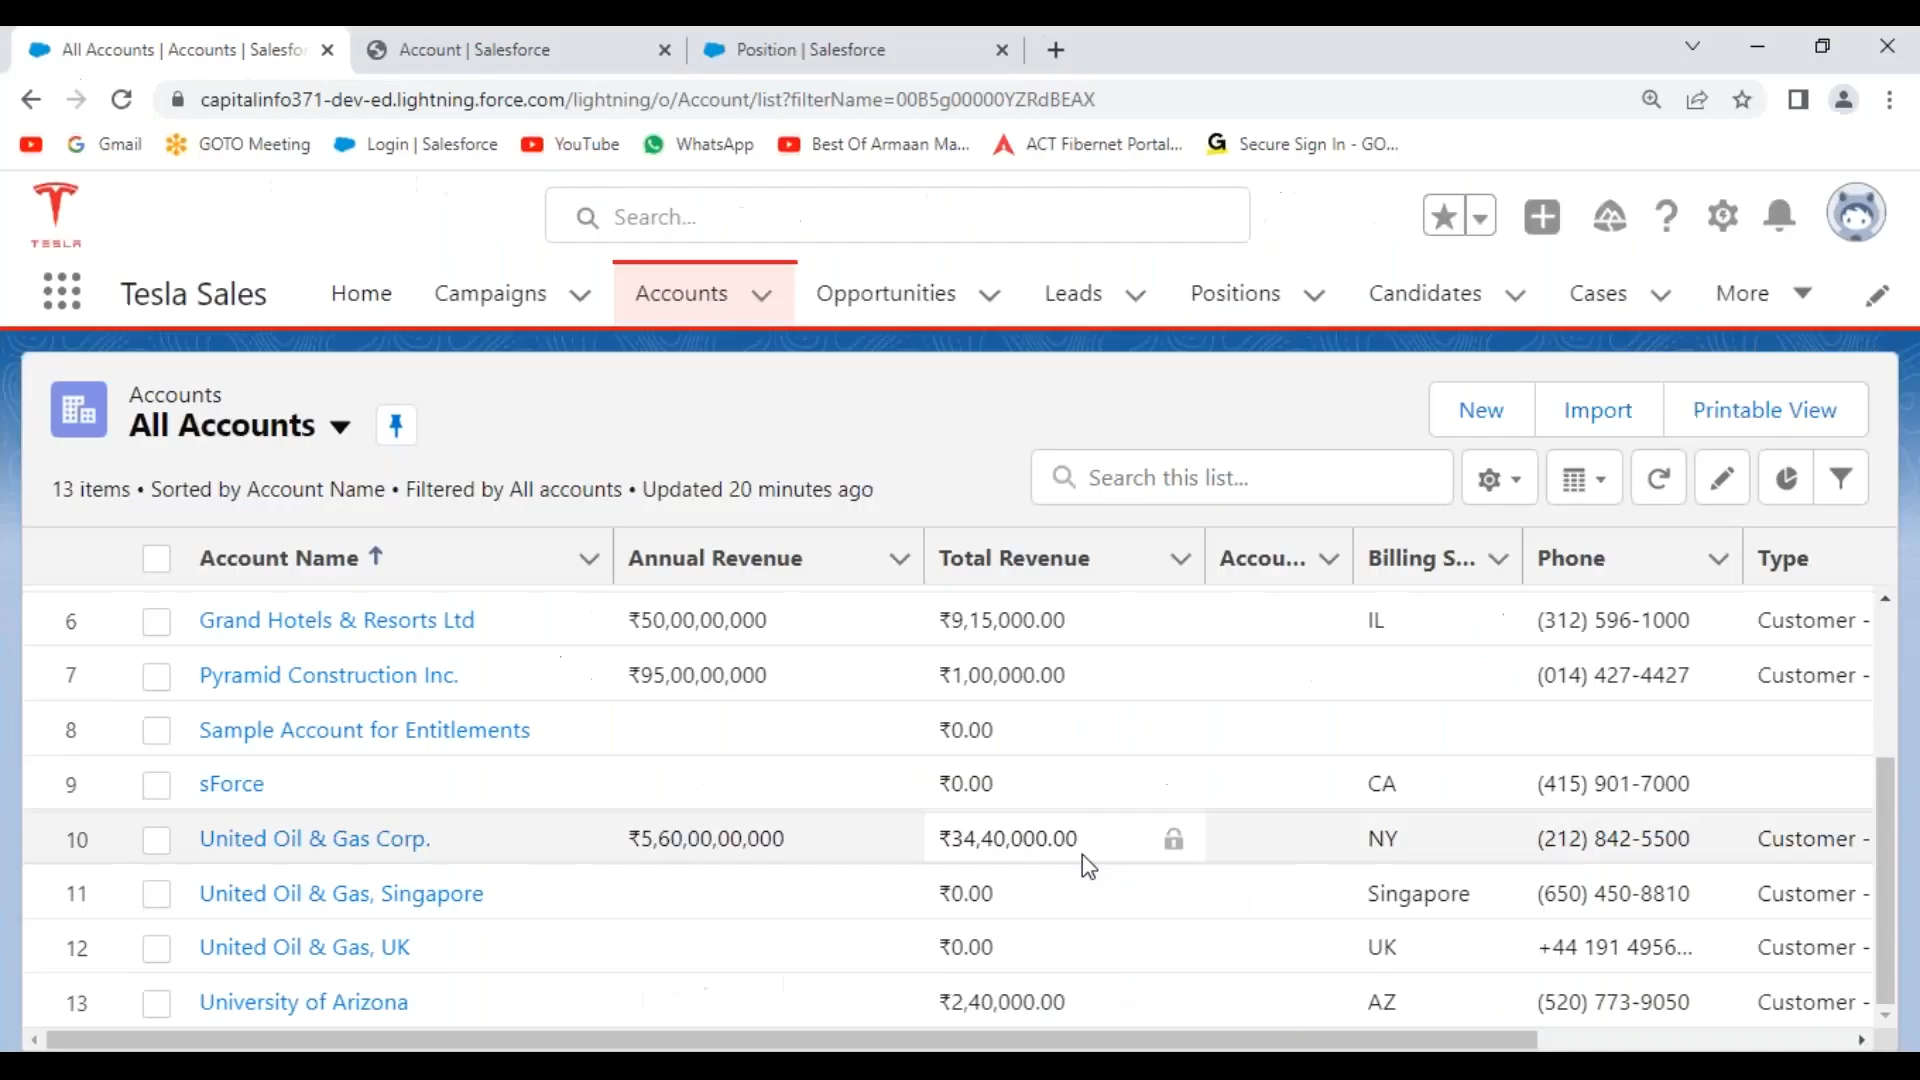 All Accounts | Accounts | Salesfor
Account | Salesforce
Position | Salesforce
capitalinfo371-dev-ed.lightning.force.com/lightning/o/Account/list?filterName=00B5g00000YZRdBEAX
Gmail
GOTO Meeting
Login | Salesforce
YouTube
WhatsApp
Best Of Armaan Ma...
ACT Fibernet Portal...
Secure Sign In - GO...
TESLA
Search...
Tesla Sales
Home
Campaigns
Accounts
Opportunities
Leads
Positions
Candidates
Cases
More
Accounts
All Accounts
New
Import
Printable View
13 items • Sorted by Account Name • Filtered by All accounts • Updated 20 minutes ago
Search this list...
Account Name Annual Revenue Total Revenue Accou... Billing S... Phone Type
6 Grand Hotels & Resorts Ltd ₹50,00,00,000 ₹9,15,000.00 IL (312) 596-1000 Customer -
7 Pyramid Construction Inc. ₹95,00,00,000 ₹1,00,000.00 (014) 427-4427 Customer -
8 Sample Account for Entitlements ₹0.00
9 sForce ₹0.00 CA (415) 901-7000
10 United Oil & Gas Corp. ₹5,60,00,00,000 ₹34,40,000.00 NY (212) 842-5500 Customer -
11 United Oil & Gas, Singapore ₹0.00 Singapore (650) 450-8810 Customer -
12 United Oil & Gas, UK ₹0.00 UK +44 191 4956... Customer -
13 University of Arizona ₹2,40,000.00 AZ (520) 773-9050 Customer -